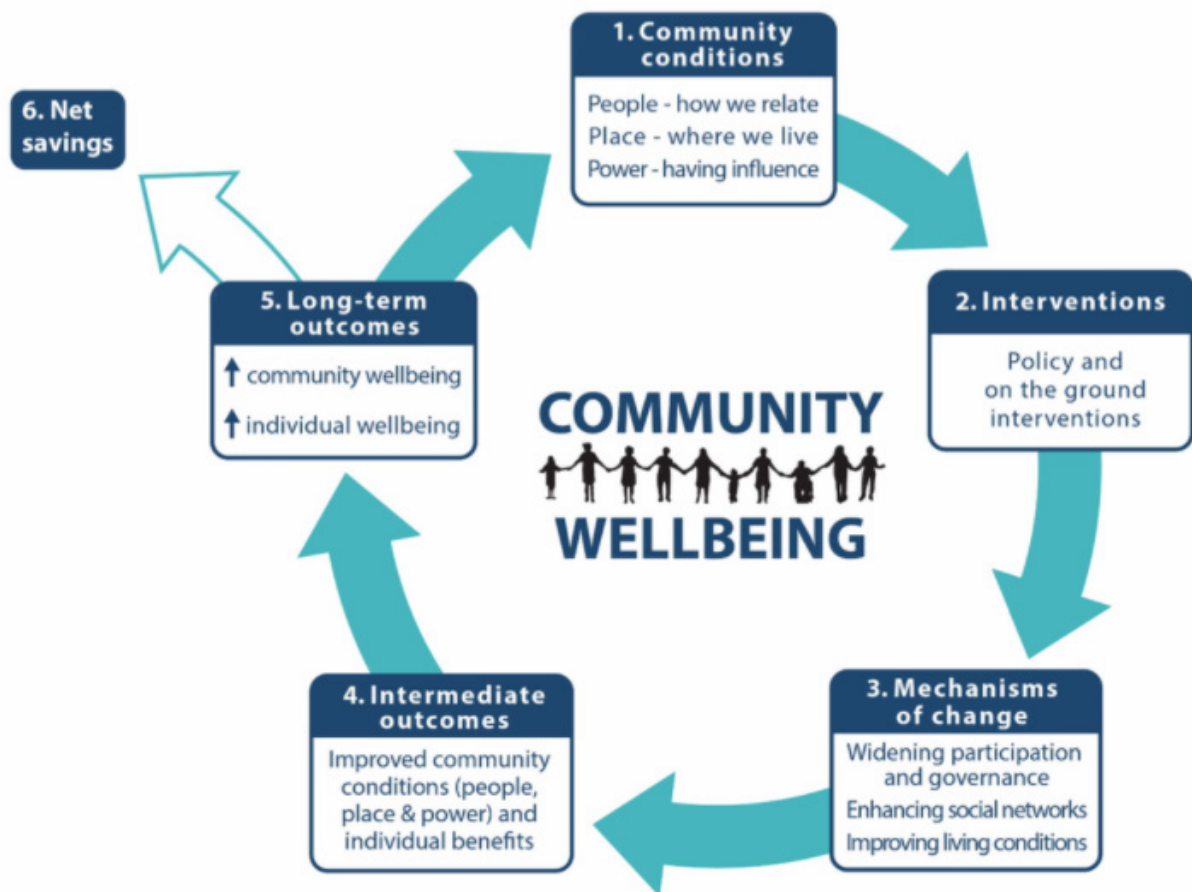 1. Community
conditions
People - how we relate
Place - where we live
Power - having influence
2. Interventions
Policy and
on the ground
interventions
3. Mechanisms
of change
Widening participation
and governance
Enhancing social networks
Improving living conditions
4. Intermediate
outcomes
Improved community
conditions (people,
place & power) and
individual benefits
5. Long-term
outcomes
community wellbeing
individual wellbeing
6. Net
savings
COMMUNITY
WELLBEING